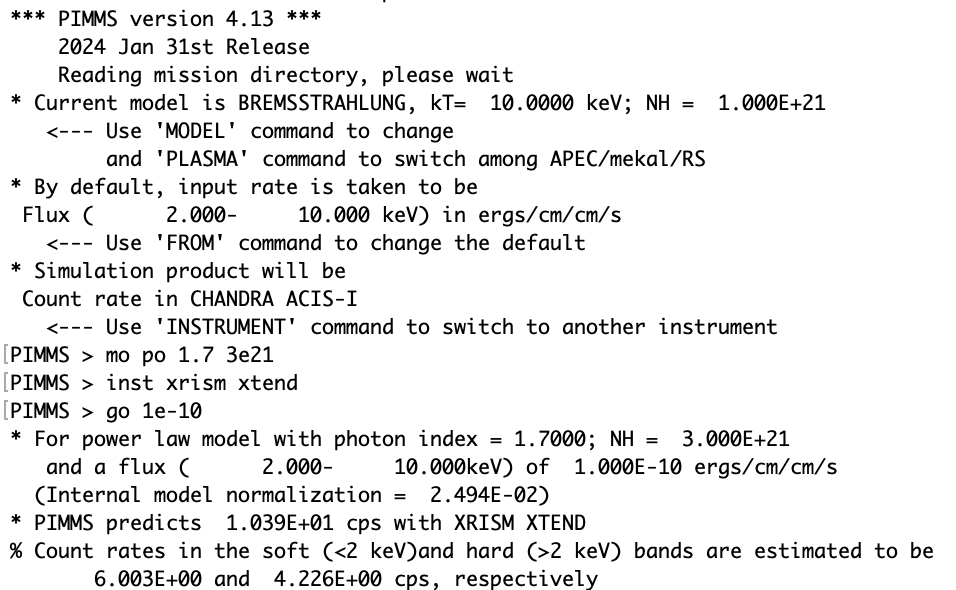 *** PIMMS version 4.13 ***
2024 Jan 31st Release
Reading mission directory, please wait
* Current model is BREMSSTRAHLUNG, kT=  10.0000 keV; NH =  1.000E+21
<--- Use 'MODEL' command to change
and 'PLASMA' command to switch among APEC/mekal/RS
* By default, input rate is taken to be
Flux (      2.000-     10.000 keV) in ergs/cm/cm/s
<--- Use 'FROM' command to change the default
* Simulation product will be
Count rate in CHANDRA ACIS-I
<--- Use 'INSTRUMENT' command to switch to another instrument
[PIMMS > mo po 1.7 3e21
[PIMMS > inst xrism xtend
[PIMMS > go 1e-10
* For power law model with photon index = 1.7000; NH =  3.000E+21
and a flux (      2.000-     10.000keV) of  1.000E-10 ergs/cm/cm/s
(Internal model normalization =  2.494E-02)
* PIMMS predicts  1.039E+01 cps with XRISM XTEND
% Count rates in the soft (<2 keV)and hard (>2 keV) bands are estimated to be
6.003E+00 and  4.226E+00 cps, respectively